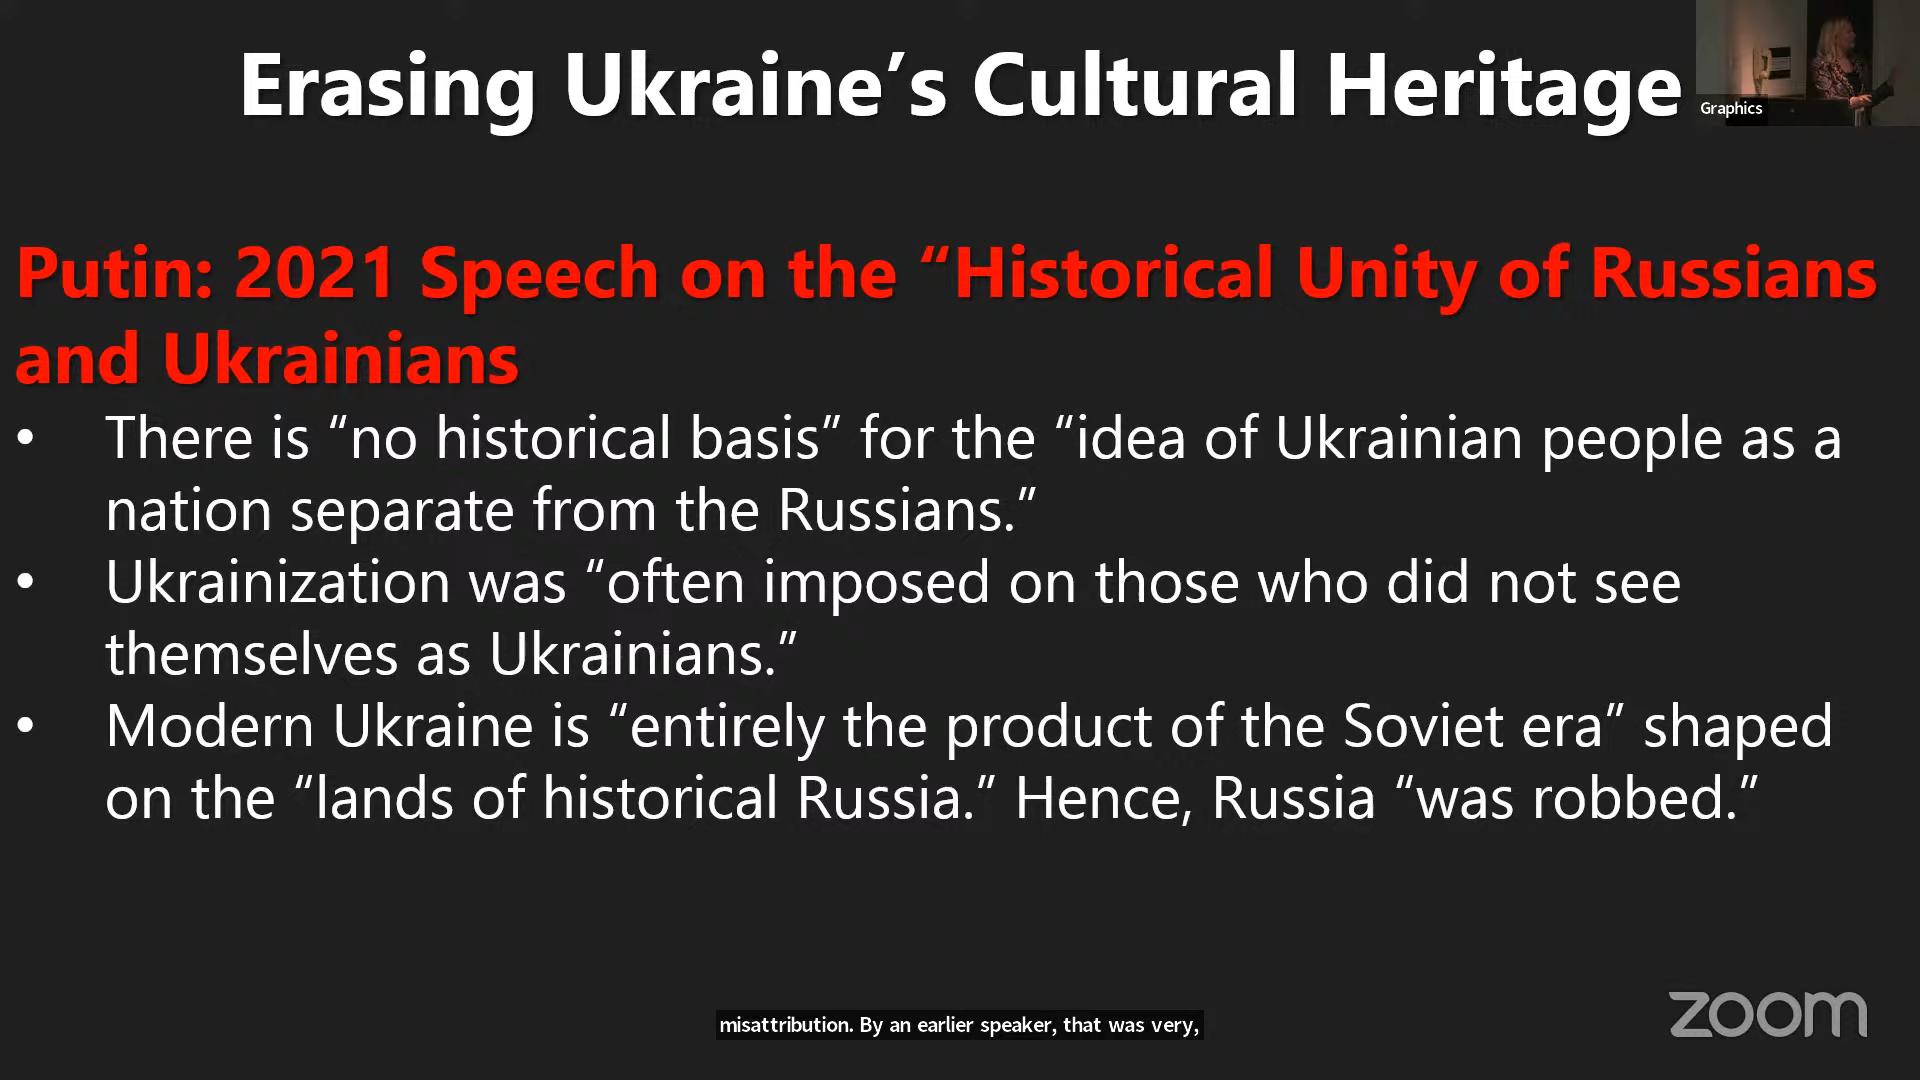 Erasing Ukraine’s Cultural Heritage
Graphics
Putin: 2021 Speech on the “Historical Unity of Russians
and Ukrainians
• There is “no historical basis” for the “idea of Ukrainian people as a
nation separate from the Russians.”
• Ukrainization was “often imposed on those who did not see
themselves as Ukrainians.”
• Modern Ukraine is “entirely the product of the Soviet era” shaped
on the “lands of historical Russia.” Hence, Russia “was robbed.”
misattribution. By an earlier speaker, that was very,
zoom